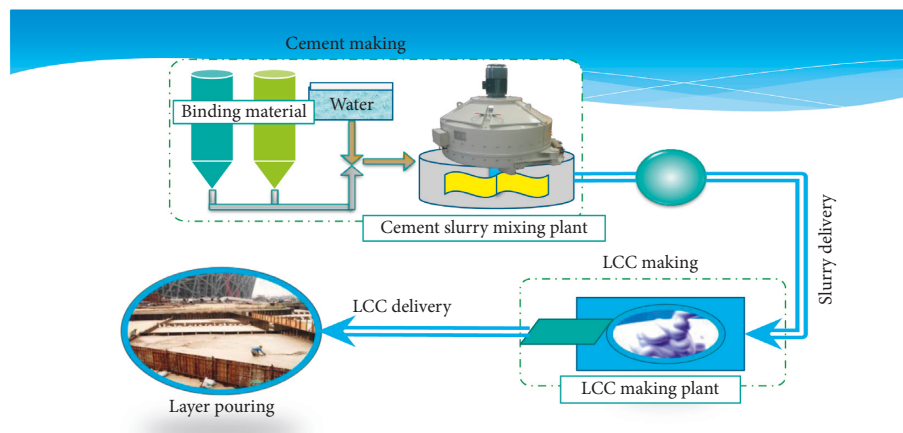 Cement making
Binding material
Water
Cement slurry mixing plant
Slurry delivery
LCC making
LCC delivery
LCC making plant
Layer pouring